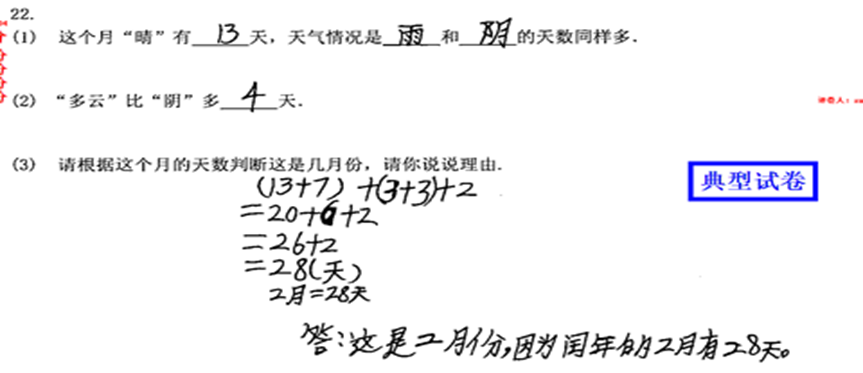 22.
(1) 这个月“晴”有 13 天，天气情况是 雨 和 阴 的天数同样多．
(2) “多云”比“阴”多 4 天．
(3) 请根据这个月的天数判断这是几月份，请你说说理由．
典型试卷
(13+7)+(3+3)+2
=20+6+2
=26+2
=28(天)
2月=28天
答:这是二月份,因为闰年的2月有28天。